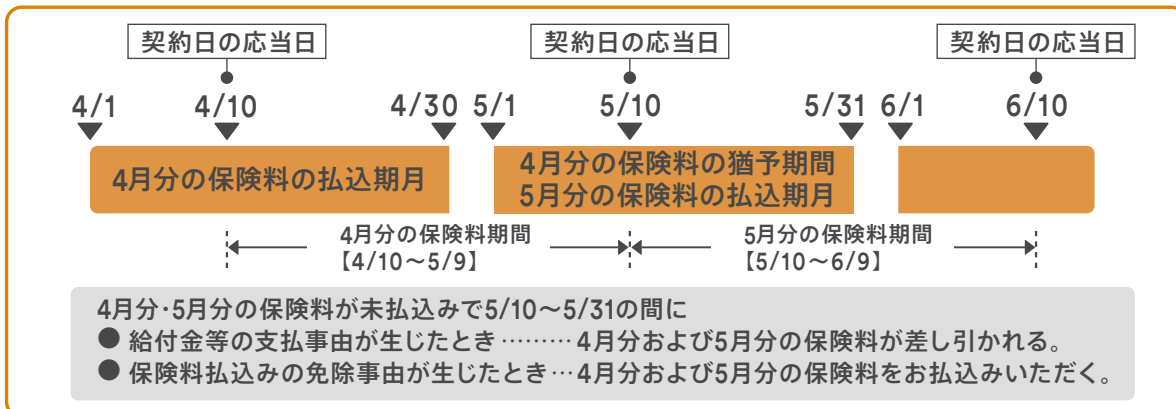 契約日の応当日 契約日の応当日 契約日の応当日
4/1 4/10 4/30 5/1 5/10 5/31 6/1 6/10
4月分の保険料の払込期月
4月分の保険料の猶予期間
5月分の保険料の払込期月
4月分の保険料期間
【4/10～5/9】
5月分の保険料期間
【5/10～6/9】
4月分・5月分の保険料が未払込みで5/10～5/31の間に
● 給付金等の支払事由が生じたとき ……… 4月分および5月分の保険料が差し引かれる。
● 保険料払込みの免除事由が生じたとき … 4月分および5月分の保険料をお払込みいただく。